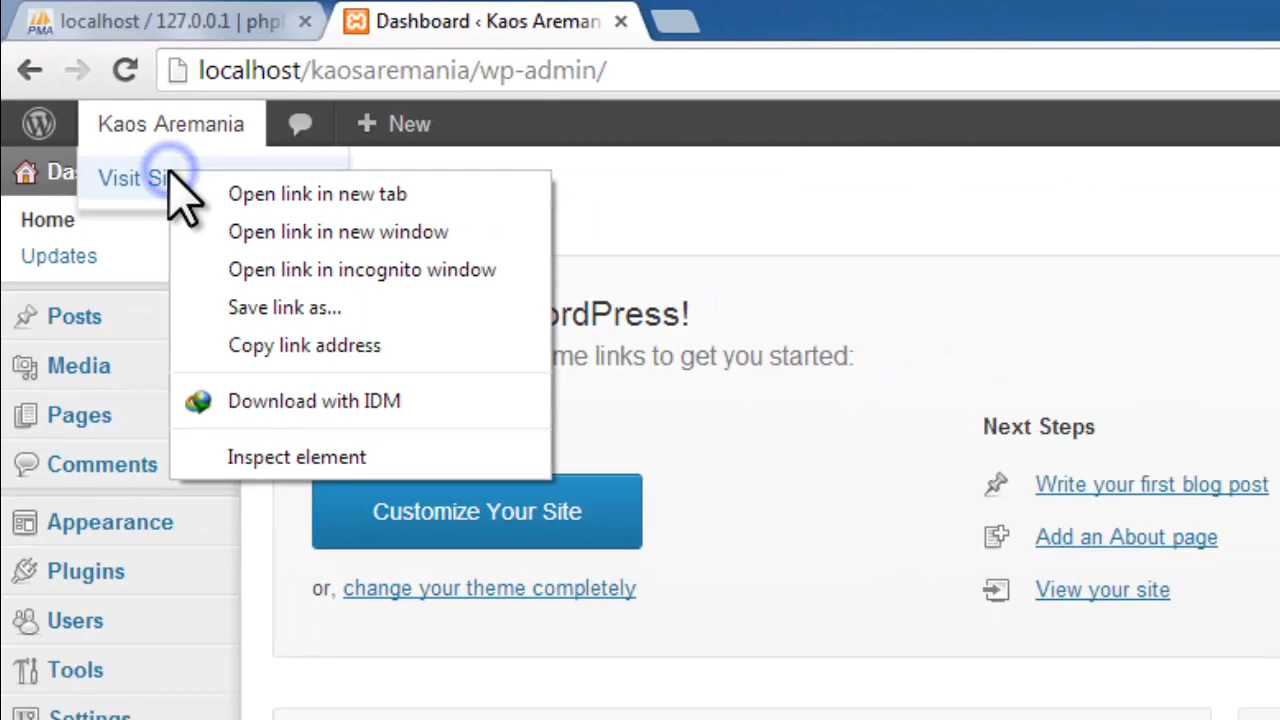 PMA localhost / 127.0.0.1 | php
Dashboard ‹ Kaos Areman
localhost/kaosaremania/wp-admin/
Kaos Aremania
New
Visit
Home
Updates
Posts
Media
Pages
Comments
Appearance
Plugins
Users
Tools
Settings
Open link in new tab
Open link in new window
Open link in incognito window
Save link as...
Copy link address
Download with IDM
Inspect element
ordPress!
me links to get you started:
Customize Your Site
or, change your theme completely
Next Steps
Write your first blog post
Add an About page
View your site